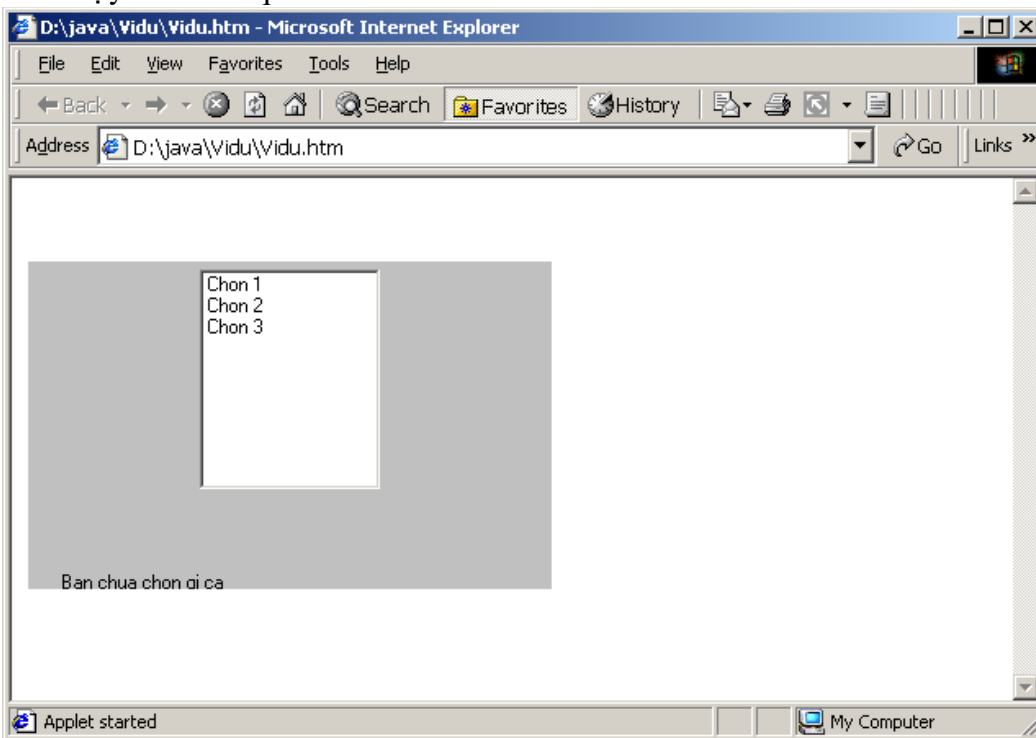 D:\java\Vidu\Vidu.htm - Microsoft Internet Explorer
File Edit View Favorites Tools Help
Back Search Favorites History
Address D:\java\Vidu\Vidu.htm Go Links »
Chon 1
Chon 2
Chon 3
Ban chua chon gi ca
Applet started My Computer